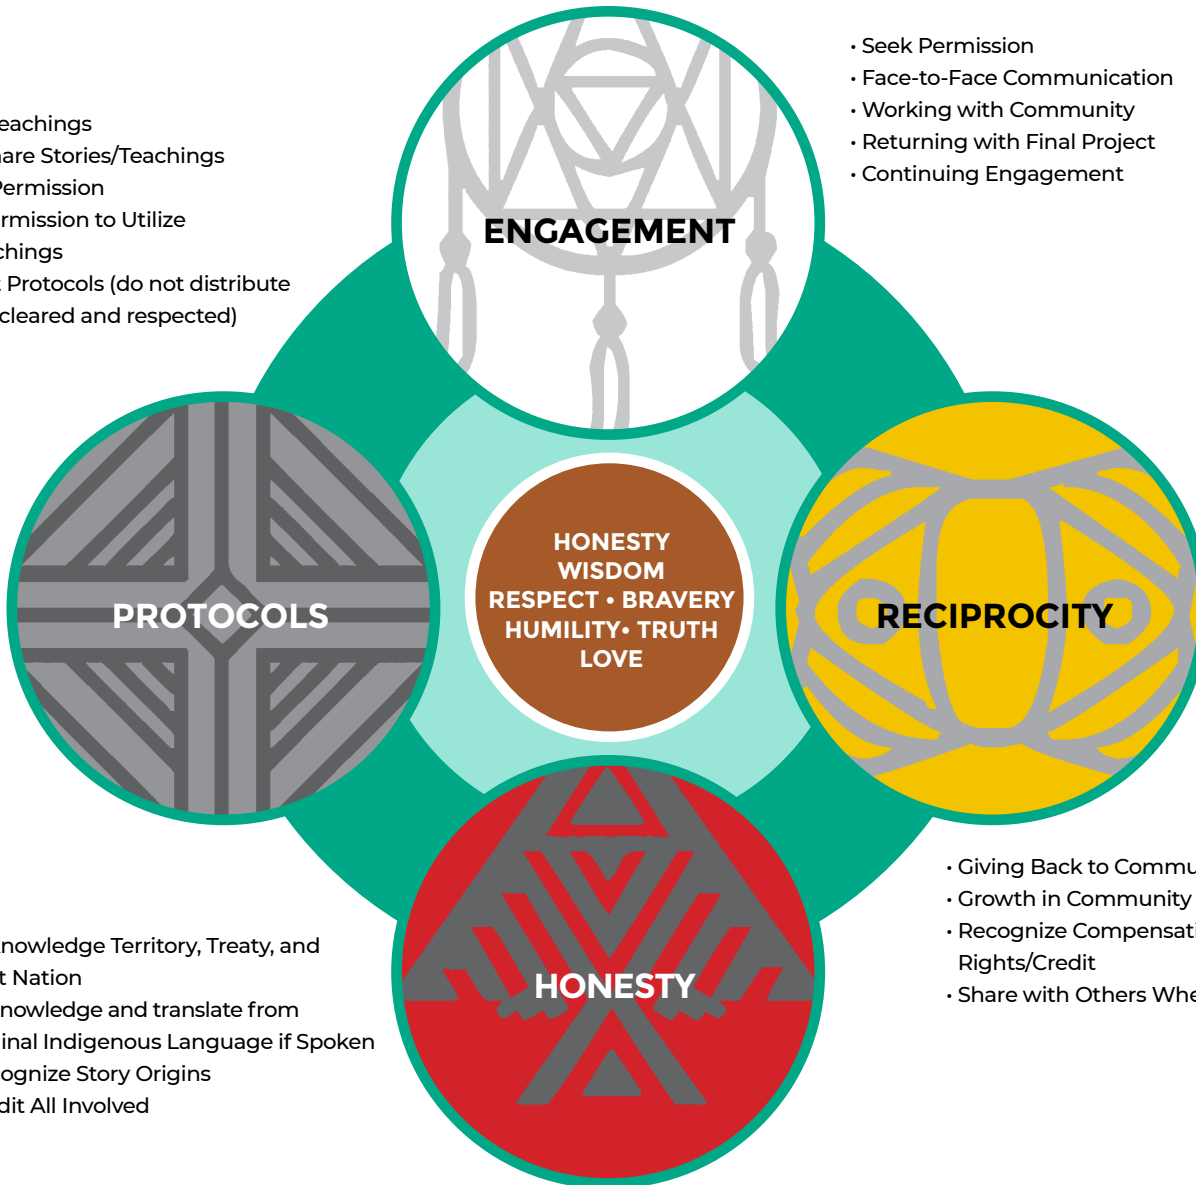 • Seek Permission
• Face-to-Face Communication
• Working with Community
• Returning with Final Project
• Continuing Engagement
eachings
are Stories/Teachings
Permission
rmission to Utilize
chings
Protocols (do not distribute
cleared and respected)
ENGAGEMENT
PROTOCOLS
HONESTY
WISDOM
RESPECT • BRAVERY
HUMILITY• TRUTH
LOVE
RECIPROCITY
HONESTY
nowledge Territory, Treaty, and
t Nation
nowledge and translate from
inal Indigenous Language if Spoken
ognize Story Origins
dit All Involved
• Giving Back to Commu
• Growth in Community
• Recognize Compensati
Rights/Credit
• Share with Others Whe